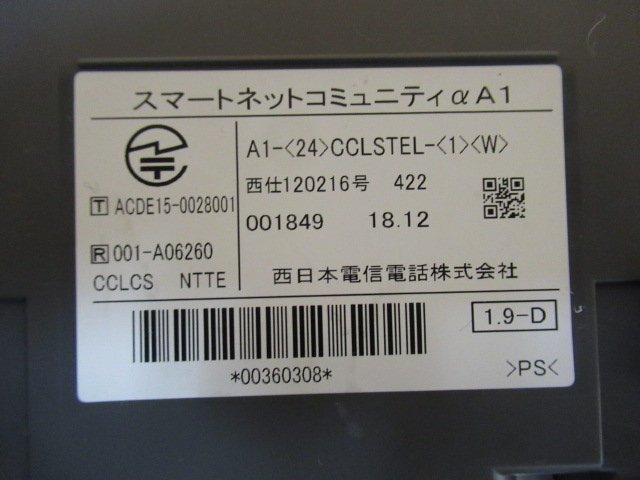 スマートネットコミュニティαA1
A1-<24>CCLSTEL-<1><W>
西仕120216号 422
T ACDE15-0028001
001849 18.12
R 001-A06260
CCLCS NTTE
西日本電信電話株式会社
1.9-D
*00360308*
>PS<